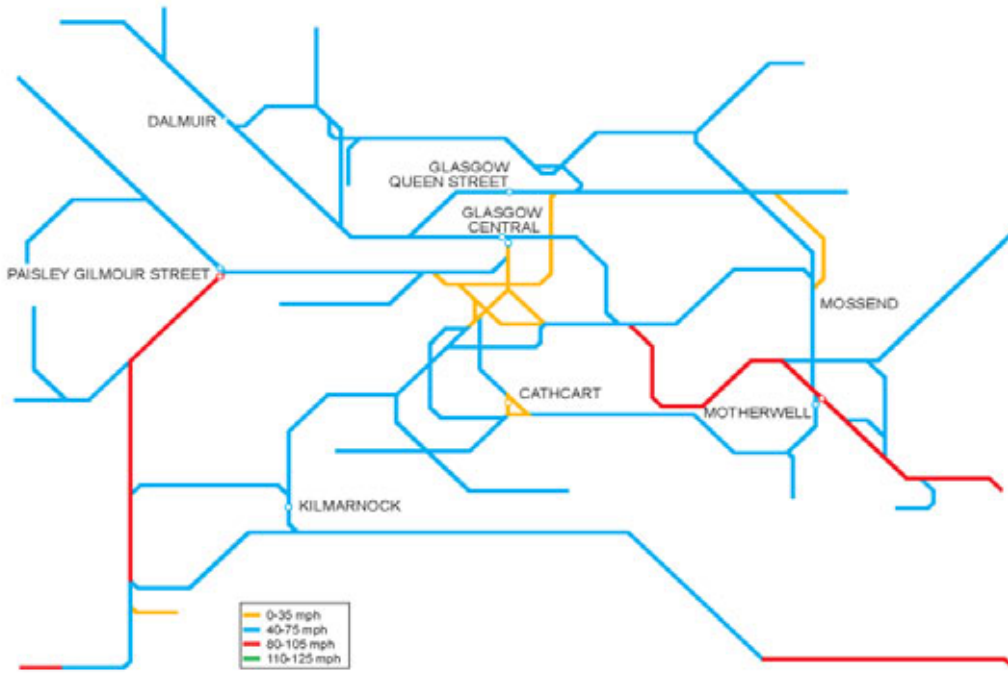 DALMUIR
GLASGOW
QUEEN STREET
GLASGOW
CENTRAL
PAISLEY GILMOUR STREET
MOSSEND
CATHCART
MOTHERWELL
KILMARNOCK
0-35 mph
40-75 mph
80-105 mph
110-125 mph